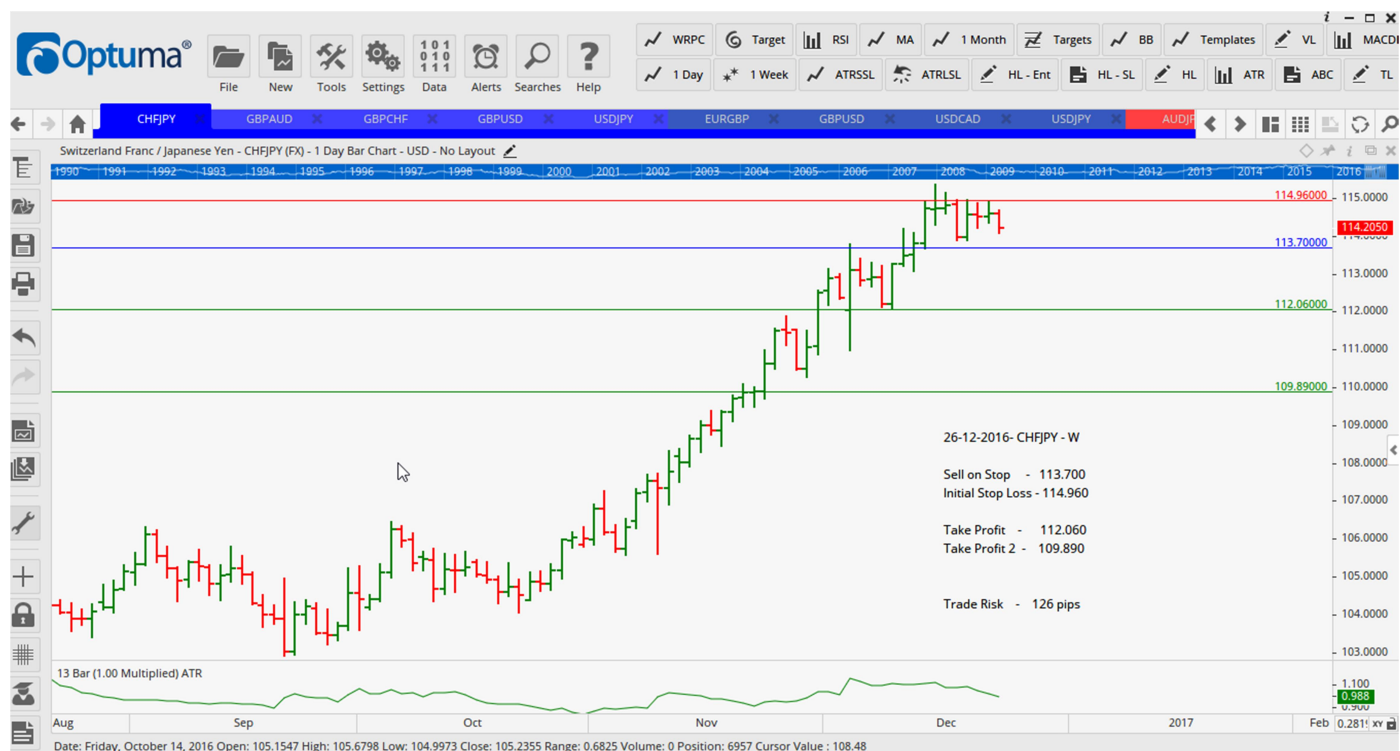 i
Optuma®
File New Tools Settings Data Alerts Searches Help
101
010
111
WRPC Target RSI MA 1 Month Targets BB Templates VL MACDI
1 Day 1 Week ATRSSL ATRLSL HL - Ent HL - SL HL ATR ABC TL
CHFJPY GBPAUD GBPCHF GBPUSD USDJPY EURGBP GBPUSD USDCAD USDJPY AUDJP
Switzerland Franc / Japanese Yen - CHFJPY (FX) - 1 Day Bar Chart - USD - No Layout
1990 1991 1992 1993 1994 1995 1996 1997 1998 1999 2000 2001 2002 2003 2004 2005 2006 2007 2008 2009 2010 2011 2012 2013 2014 2015 2016
114.96000 115.0000
114.2050
113.70000
113.0000
112.06000 112.0000
111.0000
109.89000 110.0000
109.0000
26-12-2016- CHFJPY - W
108.0000
Sell on Stop - 113.700
Initial Stop Loss - 114.960
107.0000
Take Profit - 112.060
106.0000
Take Profit 2 - 109.890
105.0000
Trade Risk - 126 pips
104.0000
103.0000
13 Bar (1.00 Multiplied) ATR
1.100
0.988
0.900
Aug Sep Oct Nov Dec 2017 Feb XY
Date: Friday, October 14, 2016 Open: 105.1547 High: 105.6798 Low: 104.9973 Close: 105.2355 Range: 0.6825 Volume: 0 Position: 6957 Cursor Value : 108.48